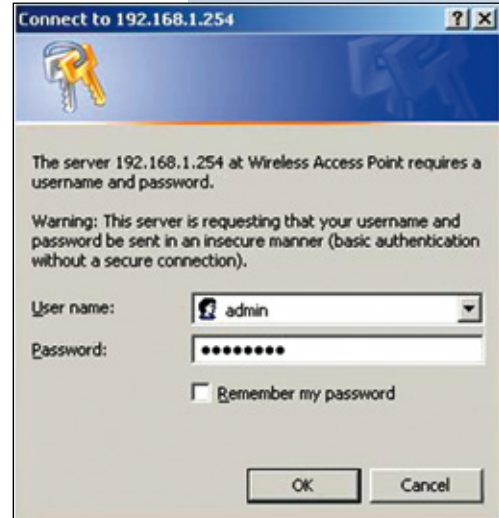 Connect to 192.168.1.254
The server 192.168.1.254 at Wireless Access Point requires a
username and password.
Warning: This server is requesting that your username and
password be sent in an insecure manner (basic authentication
without a secure connection).
User name:
admin
Password:
••••••••
Remember my password
OK
Cancel